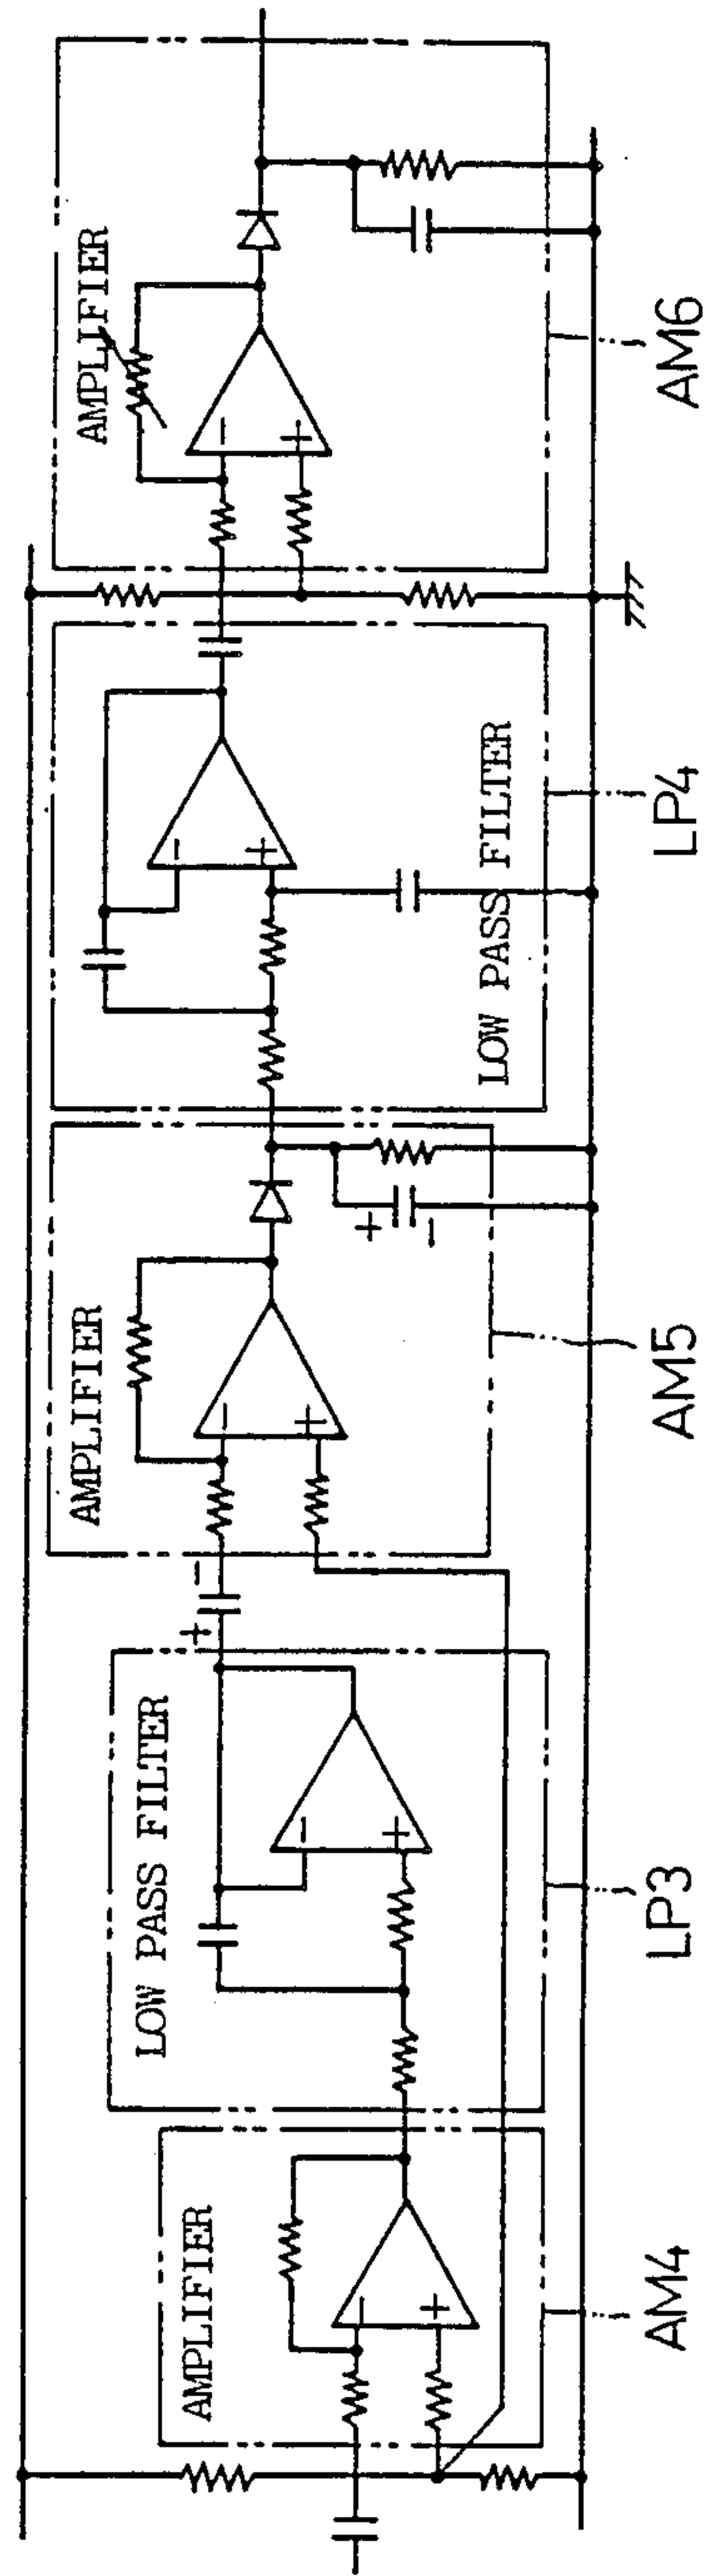 AMPLIFIER
AM4
LOW PASS FILTER
LP3
+ −
AMPLIFIER
AM5
+ −
LOW PASS FILTER
LP4
AMPLIFIER
AM6